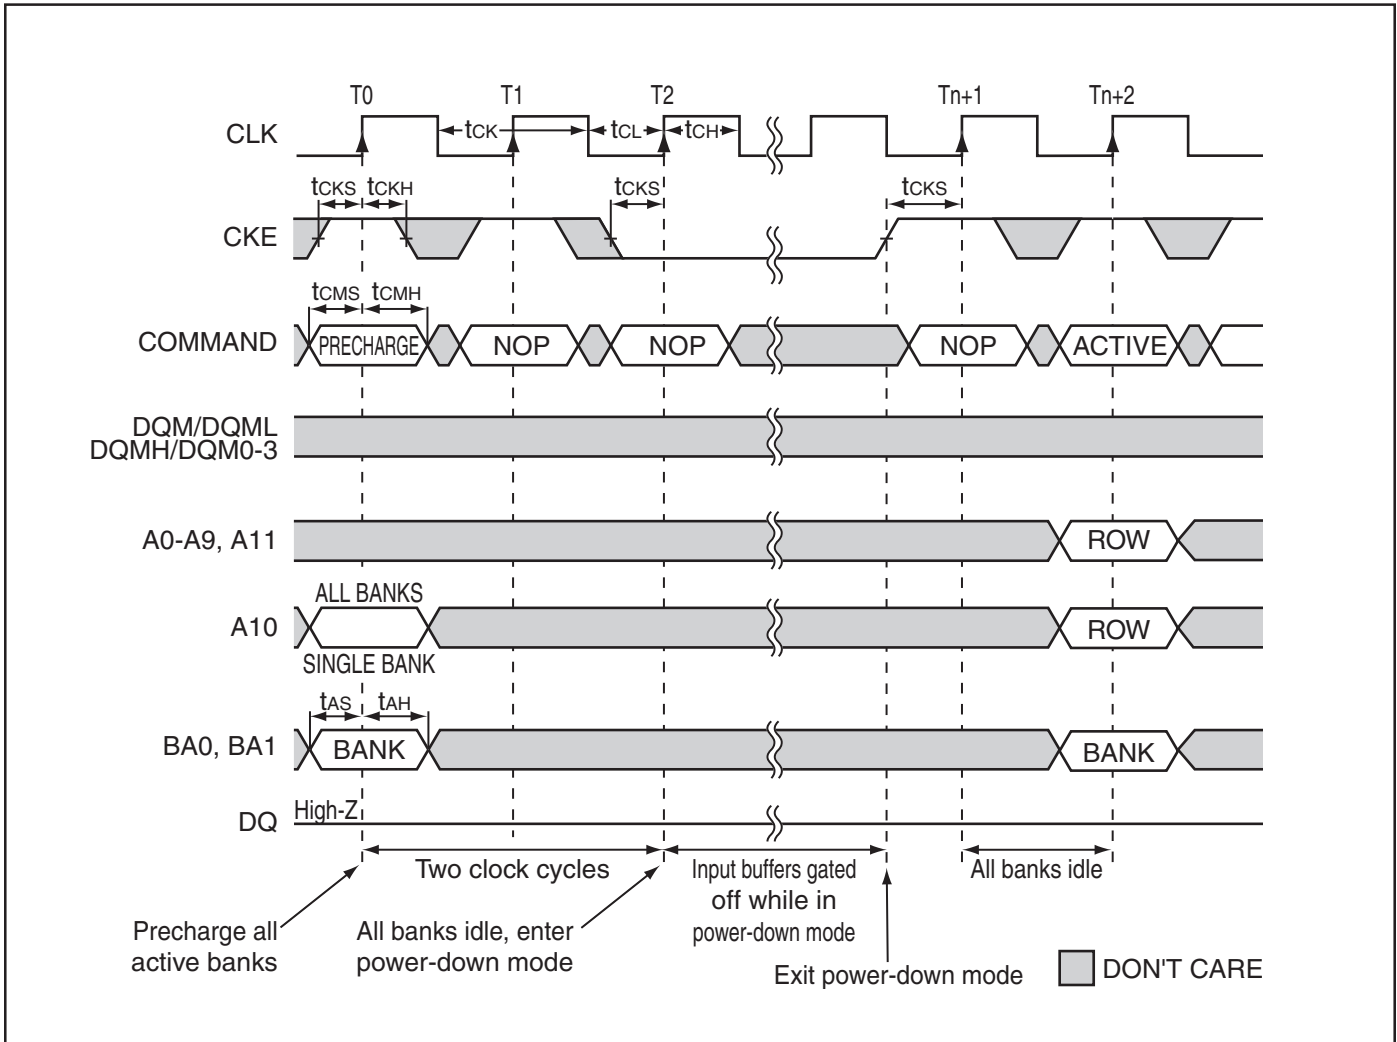 T0 T1 T2 Tn+1 Tn+2
CLK tCK tCL tCH
tCKS tCKH tCKS tCKS
CKE
tCMS tCMH
COMMAND PRECHARGE NOP NOP NOP ACTIVE
DQM/DQML
DQMH/DQM0-3
A0-A9, A11 ROW
ALL BANKS
A10 ROW
SINGLE BANK
tAS tAH
BA0, BA1 BANK BANK
High-Z
DQ
Two clock cycles
Input buffers gated
off while in
power-down mode
All banks idle
Precharge all
active banks
All banks idle, enter
power-down mode
Exit power-down mode
DON'T CARE